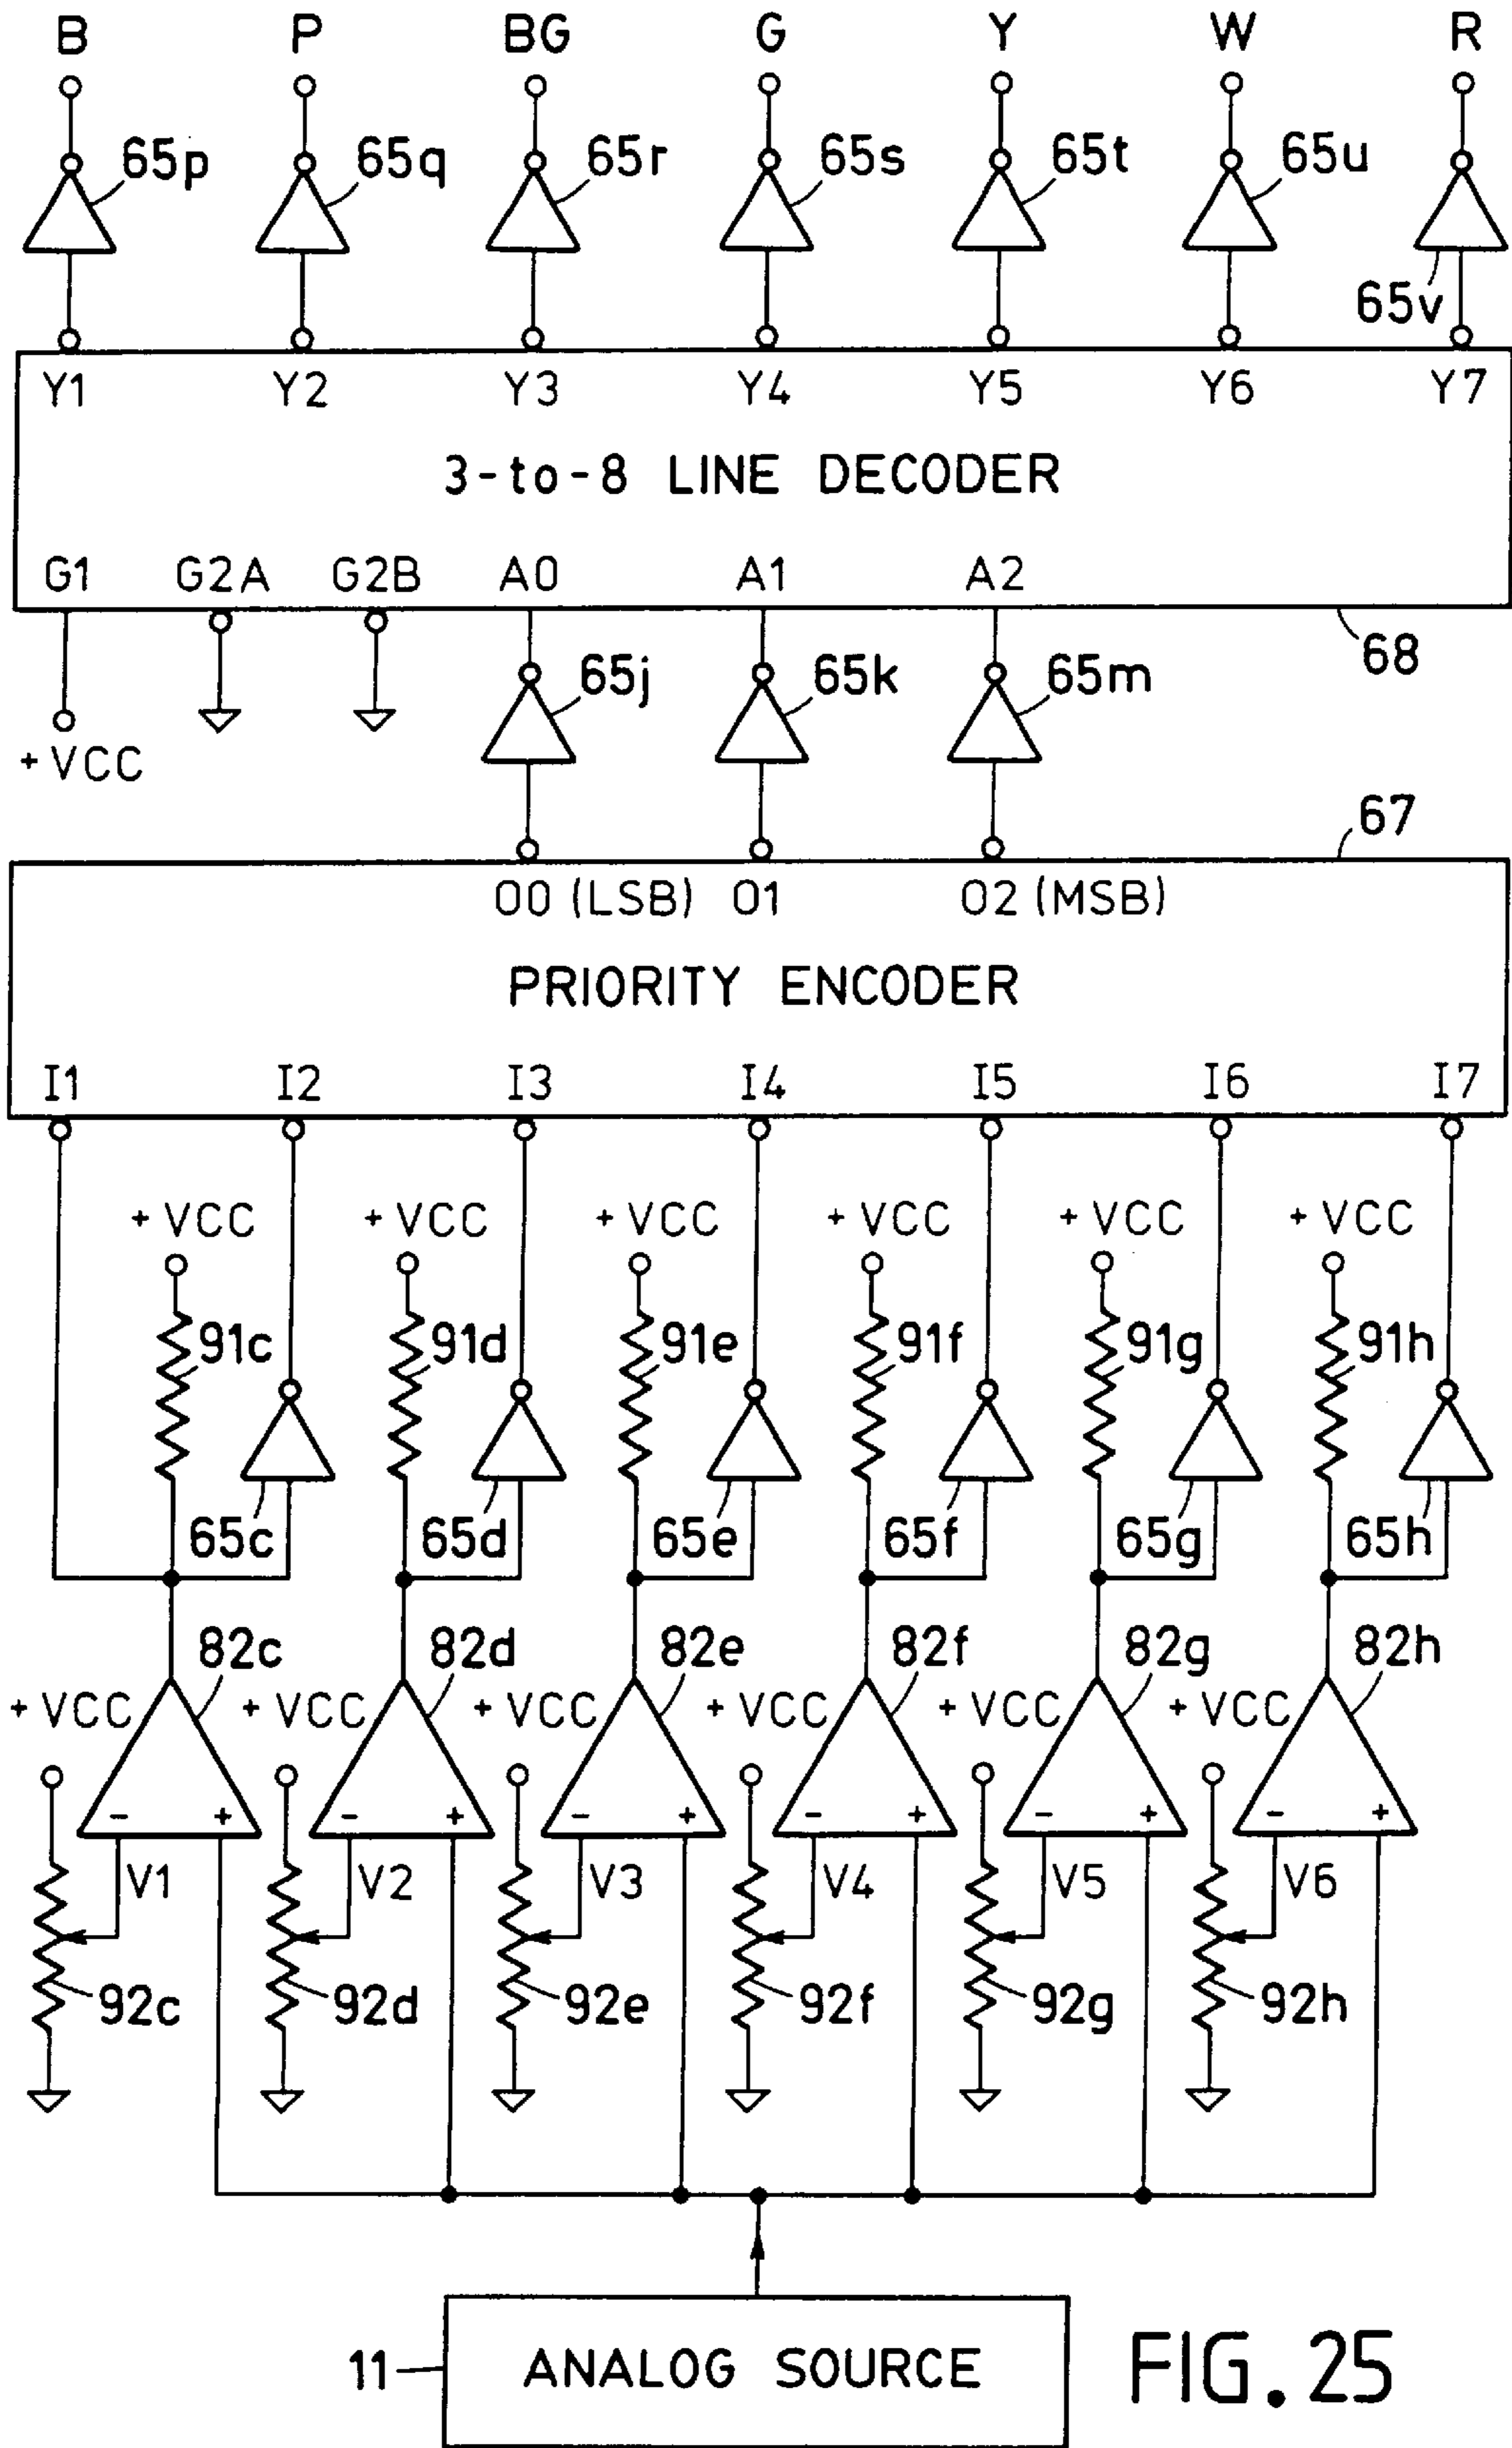 B P BG G Y W R
65p 65q 65r 65s 65t 65u
65v
Y1 Y2 Y3 Y4 Y5 Y6 Y7
3-to-8 LINE DECODER
G1 G2A G2B A0 A1 A2
68
65j 65k 65m
+VCC
67
O0 (LSB) O1 O2 (MSB)
PRIORITY ENCODER
I1 I2 I3 I4 I5 I6 I7
+VCC +VCC +VCC +VCC +VCC +VCC
91c 91d 91e 91f 91g 91h
65c 65d 65e 65f 65g 65h
82c 82d 82e 82f 82g 82h
+VCC +VCC +VCC +VCC +VCC +VCC
- + - + - + - + - + - +
V1 V2 V3 V4 V5 V6
92c 92d 92e 92f 92g 92h
11 ANALOG SOURCE
FIG. 25